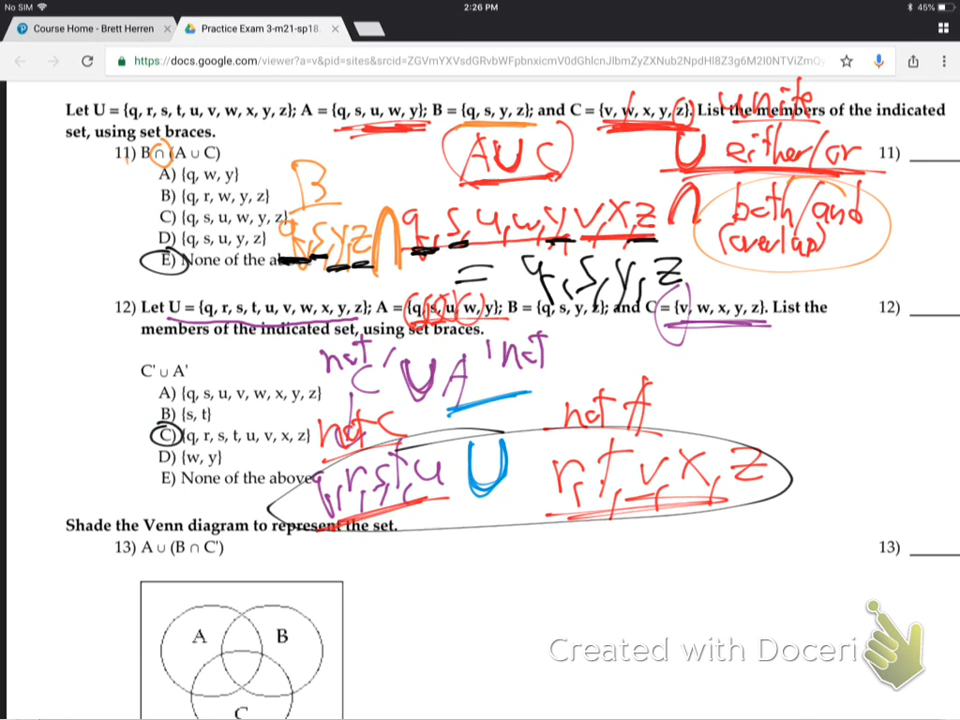 No SIM 2:26 PM 45%
Course Home - Brett Herren × Practice Exam 3-m21-sp18 ×
https://docs.google.com/viewer?a=v&pid=sites&srcid=
Let U = {q, r, s, t, u, v, w, x, y, z}; A = {q, s, u, w, y}; B = {q, s, y, z}; and C = {v, w, x, y, z}. List the members of the indicated
set, using set braces.
unite
11) B ∩ (A ∪ C) 11)
A ∪ C
∪ either/or
A) {q, w, y}
B
B) {q, r, w, y, z}
C) {q, s, u, w, y, z}
D) {q, s, u, y, z}
q, s, y, z ∩ q, s, u, w, y, v, x, z
∩ both/and
(overlap)
E) None of the a
= q, s, y, z
12) Let U = {q, r, s, t, u, v, w, x, y, z}; A = {q, s, u, w, y}; B = {q, s, y, z}; and C = {v, w, x, y, z}. List the 12)
members of the indicated set, using set braces.
not ' ' not
C' ∪ A'
C ∪ A
A) {q, s, u, v, w, x, y, z}
B) {s, t}
not C not A
C) {q, r, s, t, u, v, x, z}
D) {w, y}
E) None of the above
q, r, s, t, u ∪ r, t, v, x, z
Shade the Venn diagram to represent the set.
13) A ∪ (B ∩ C') 13)
A B
C
Created with Doceri